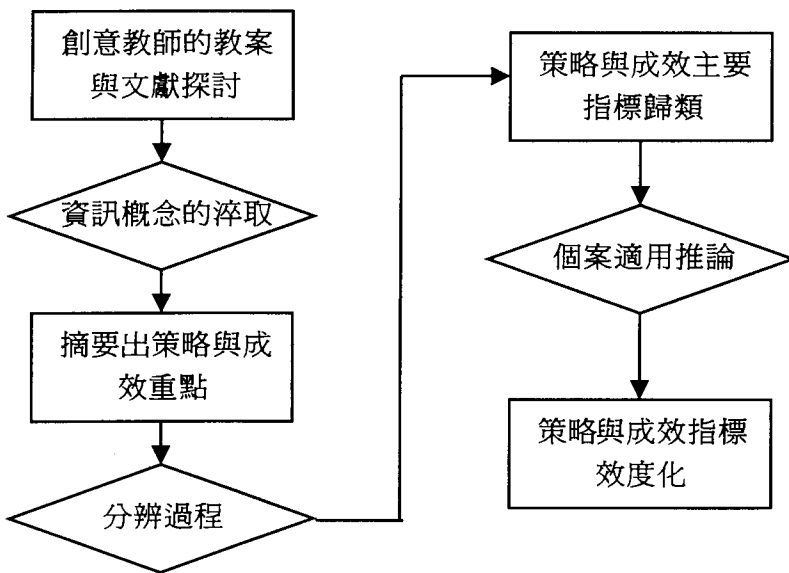 創意教師的教案
與文獻探討
資訊概念的淬取
摘要出策略與成
效重點
分辨過程
策略與成效主要
指標歸類
個案適用推論
策略與成效指標
效度化